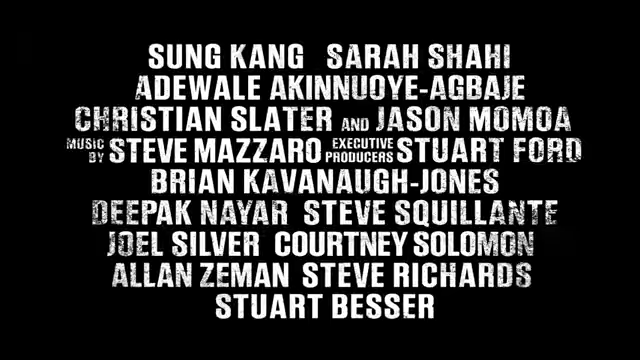 SUNG KANG SARAH SHAHI
ADEWALE AKINNUOYE-AGBAJE
CHRISTIAN SLATER AND JASON MOMOA
MUSIC BY STEVE MAZZARO EXECUTIVE PRODUCERS STUART FORD
BRIAN KAVANAUGH-JONES
DEEPAK NAYAR STEVE SQUILLANTE
JOEL SILVER COURTNEY SOLOMON
ALLAN ZEMAN STEVE RICHARDS
STUART BESSER